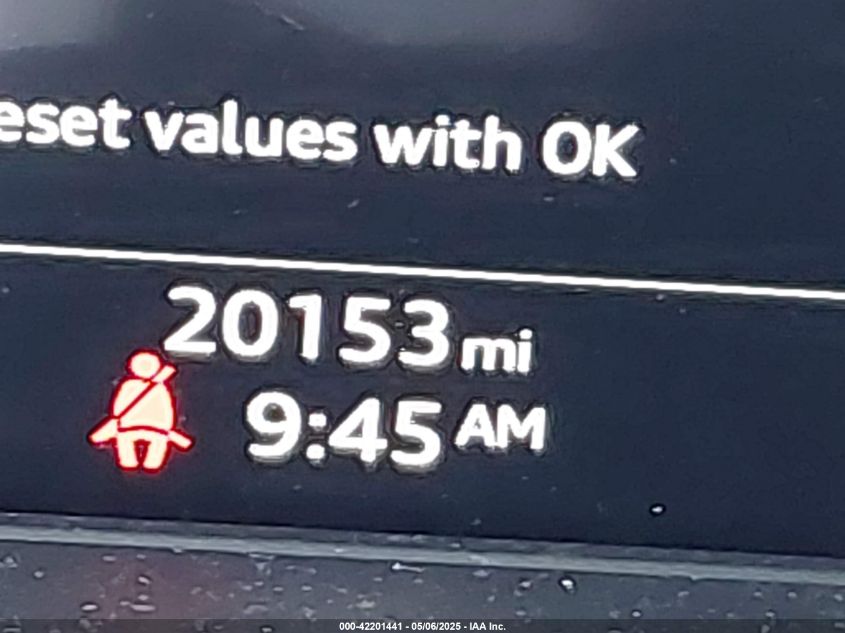 eset values with OK
20153 mi
9:45 AM
000-42201441 - 05/06/2025 - IAA Inc.